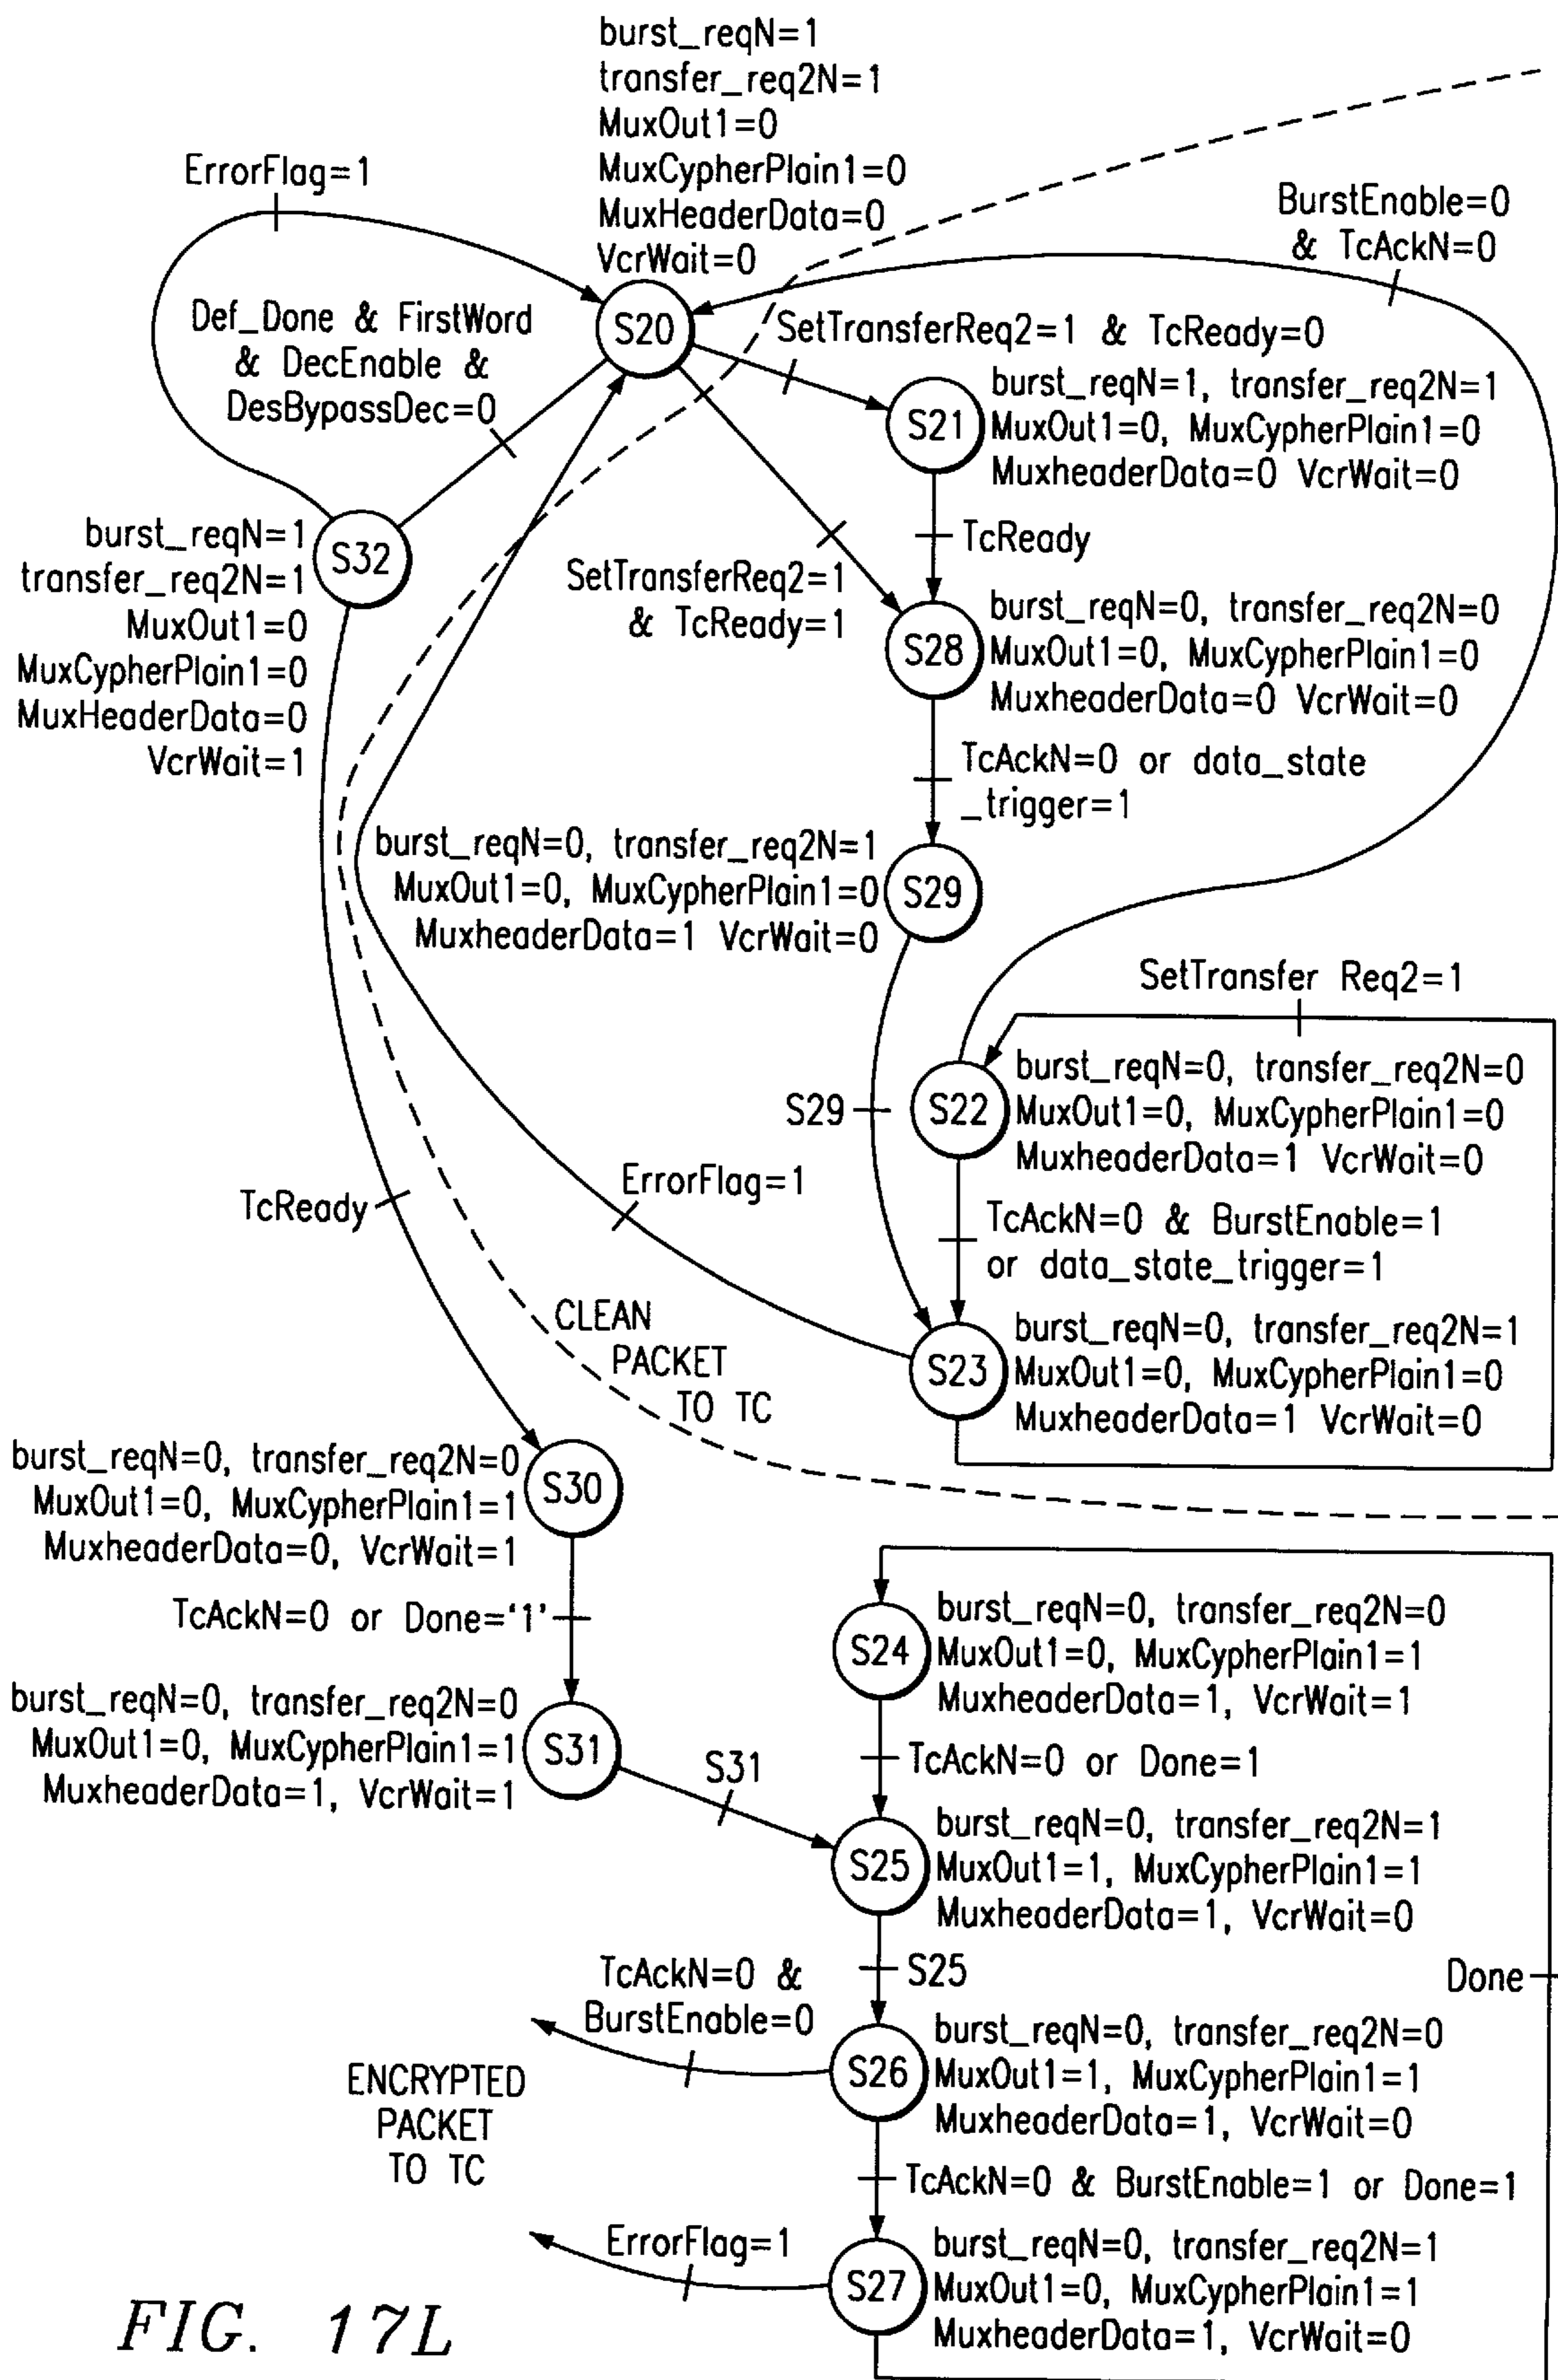 burst_reqN=1
transfer_req2N=1
MuxOut1=0
MuxCypherPlain1=0
MuxHeaderData=0
VcrWait=0
ErrorFlag=1
BurstEnable=0
& TcAckN=0
Def_Done & FirstWord
& DecEnable &
DesBypassDec=0
S20
SetTransferReq2=1 & TcReady=0
S21
burst_reqN=1, transfer_req2N=1
MuxOut1=0, MuxCypherPlain1=0
MuxheaderData=0 VcrWait=0
TcReady
burst_reqN=1
transfer_req2N=1
MuxOut1=0
MuxCypherPlain1=0
MuxHeaderData=0
VcrWait=1
S32
SetTransferReq2=1
& TcReady=1
S28
burst_reqN=0, transfer_req2N=0
MuxOut1=0, MuxCypherPlain1=0
MuxheaderData=0 VcrWait=0
TcAckN=0 or data_state
_trigger=1
burst_reqN=0, transfer_req2N=1
MuxOut1=0, MuxCypherPlain1=0
MuxheaderData=1 VcrWait=0
S29
SetTransfer Req2=1
S29
S22
burst_reqN=0, transfer_req2N=0
MuxOut1=0, MuxCypherPlain1=0
MuxheaderData=1 VcrWait=0
ErrorFlag=1
TcReady
TcAckN=0 & BurstEnable=1
or data_state_trigger=1
CLEAN
PACKET
TO TC
S23
burst_reqN=0, transfer_req2N=1
MuxOut1=0, MuxCypherPlain1=0
MuxheaderData=1 VcrWait=0
burst_reqN=0, transfer_req2N=0
MuxOut1=0, MuxCypherPlain1=1
MuxheaderData=0, VcrWait=1
S30
TcAckN=0 or Done=‘1’
S24
burst_reqN=0, transfer_req2N=0
MuxOut1=0, MuxCypherPlain1=1
MuxheaderData=1, VcrWait=1
burst_reqN=0, transfer_req2N=0
MuxOut1=0, MuxCypherPlain1=1
MuxheaderData=1, VcrWait=1
S31
S31
TcAckN=0 or Done=1
S25
burst_reqN=0, transfer_req2N=1
MuxOut1=1, MuxCypherPlain1=1
MuxheaderData=1, VcrWait=0
TcAckN=0 &
BurstEnable=0
S25
Done
ENCRYPTED
PACKET
TO TC
S26
burst_reqN=0, transfer_req2N=0
MuxOut1=1, MuxCypherPlain1=1
MuxheaderData=1, VcrWait=0
TcAckN=0 & BurstEnable=1 or Done=1
ErrorFlag=1
S27
burst_reqN=0, transfer_req2N=1
MuxOut1=0, MuxCypherPlain1=1
MuxheaderData=1, VcrWait=0
FIG. 17L